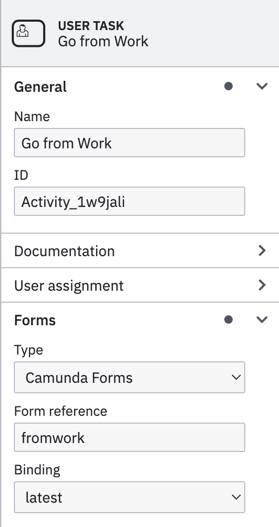 USER TASK
Go from Work
General
Name
Go from Work
ID
Activity_1w9jali
Documentation
User assignment
Forms
Type
Camunda Forms
Form reference
fromwork
Binding
latest